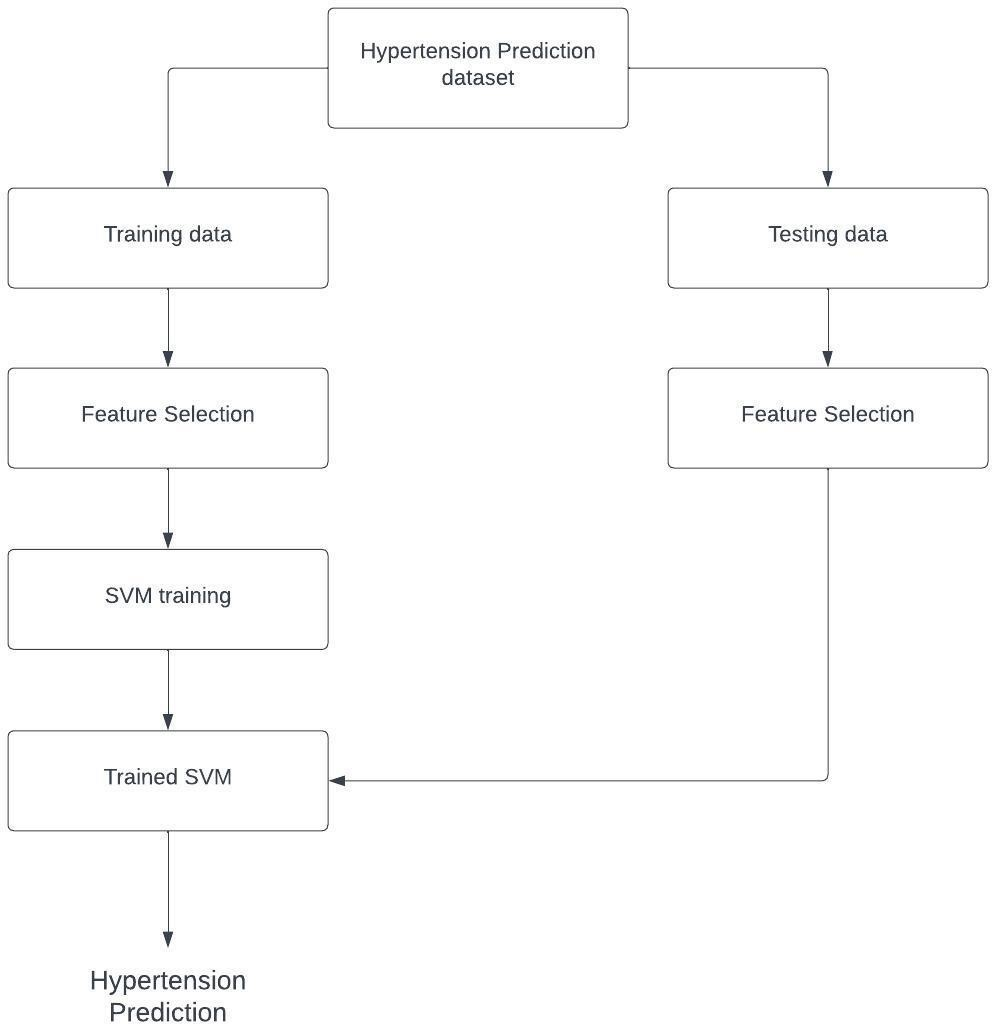 Hypertension Prediction
dataset
Training data
Testing data
Feature Selection
Feature Selection
SVM training
Trained SVM
Hypertension
Prediction